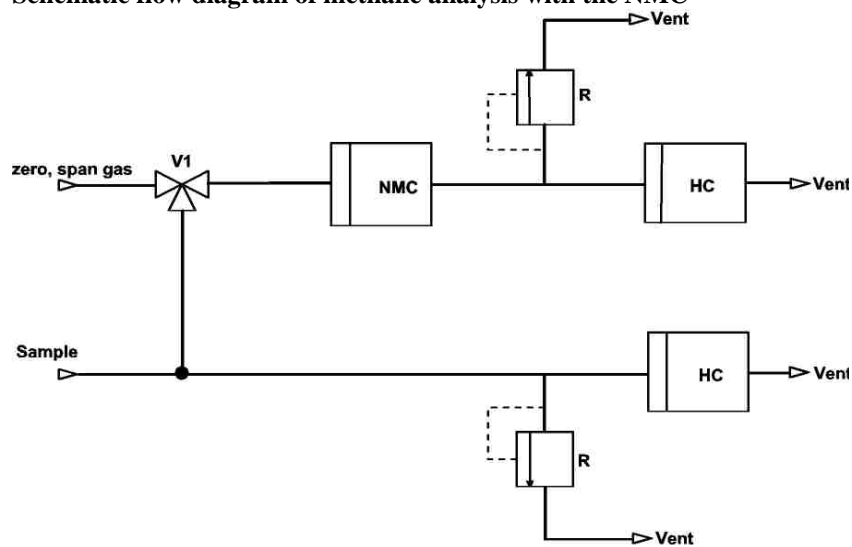 Schematic flow diagram of methane analysis with the NMC
Vent
R
V1
zero, span gas
NMC
HC
Vent
Sample
HC
Vent
R
Vent